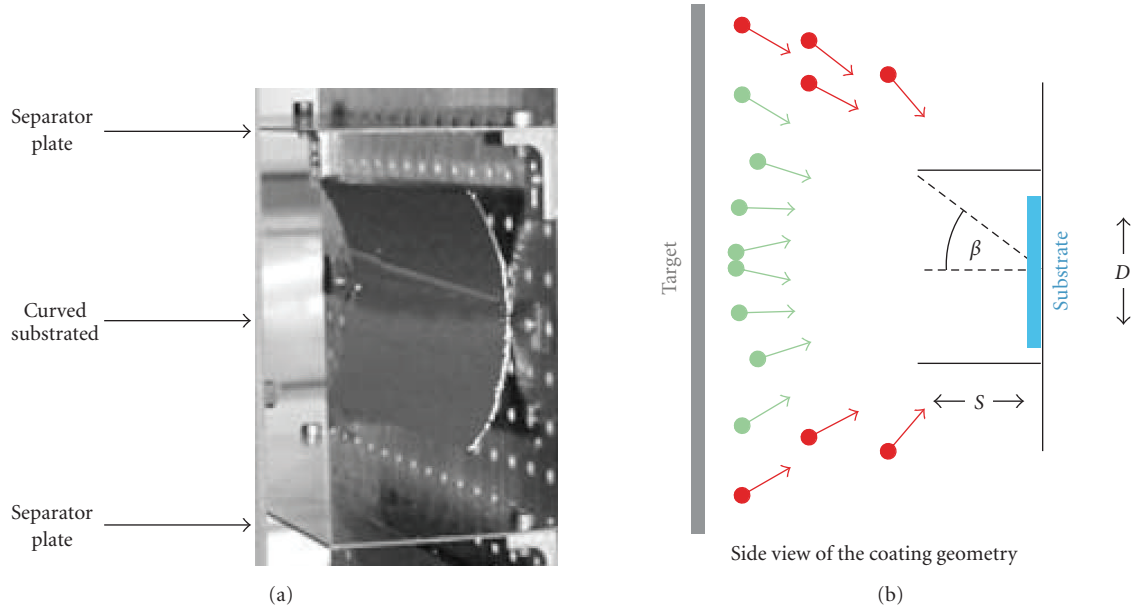 Separator
plate
Curved
substrated
Separator
plate
(a)
Target
β
S
Substrate
D
Side view of the coating geometry
(b)